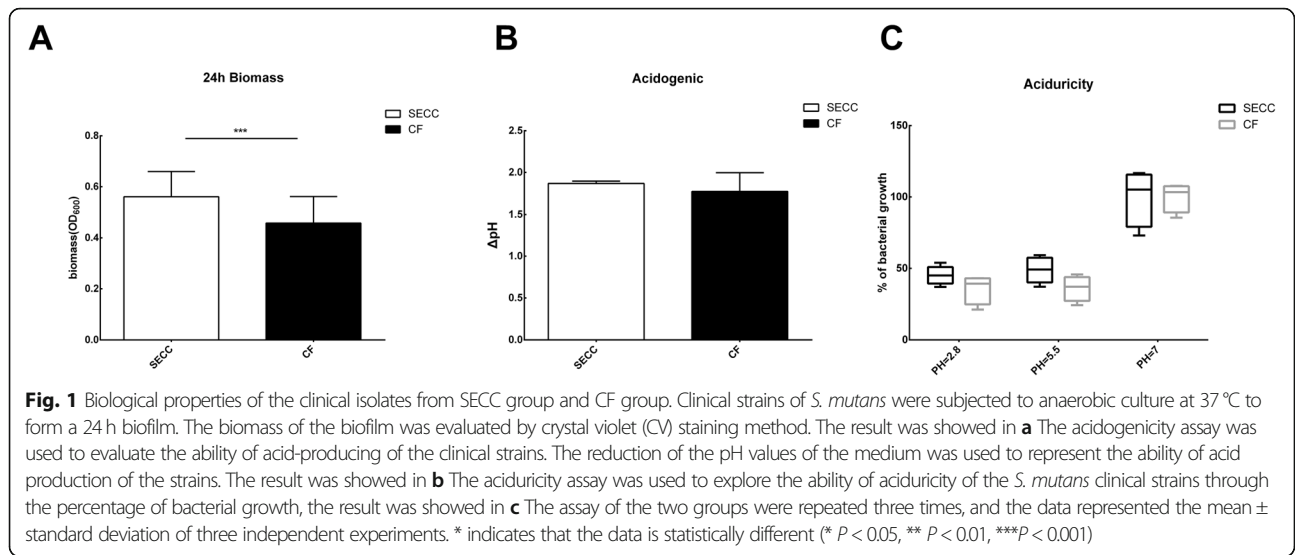 A
24h Biomass
SECC
CF
***
biomass(OD600)
0.8
0.6
0.4
0.2
0.0
SECC
CF
B
Acidogenic
SECC
CF
ΔpH
2.5
2.0
1.5
1.0
0.5
0.0
SECC
CF
C
Aciduricity
SECC
CF
% of bacterial growth
150
100
50
0
PH=2.8
PH=5.5
PH=7
Fig. 1 Biological properties of the clinical isolates from SECC group and CF group. Clinical strains of S. mutans were subjected to anaerobic culture at 37 °C to
form a 24 h biofilm. The biomass of the biofilm was evaluated by crystal violet (CV) staining method. The result was showed in a The acidogenicity assay was
used to evaluate the ability of acid-producing of the clinical strains. The reduction of the pH values of the medium was used to represent the ability of acid
production of the strains. The result was showed in b The aciduricity assay was used to explore the ability of aciduricity of the S. mutans clinical strains through
the percentage of bacterial growth, the result was showed in c The assay of the two groups were repeated three times, and the data represented the mean ±
standard deviation of three independent experiments. * indicates that the data is statistically different (* P < 0.05, ** P < 0.01, ***P < 0.001)